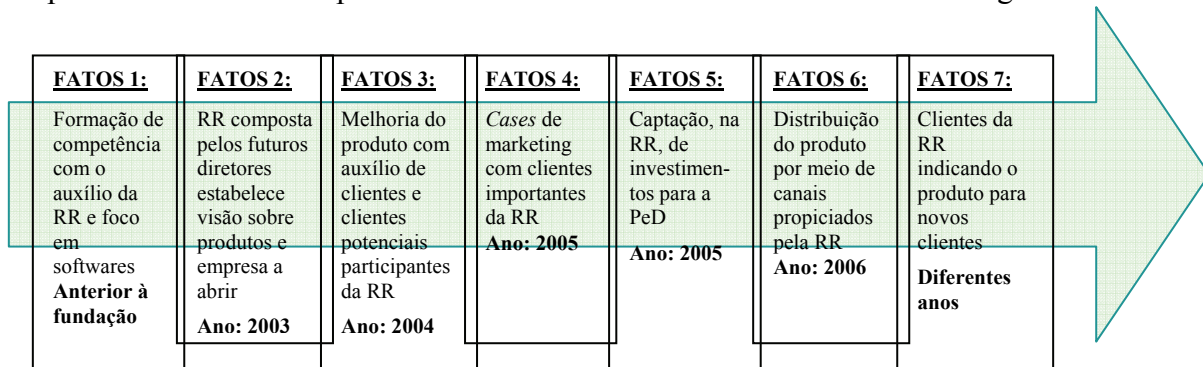 FATOS 1:
Formação de
competência
com o
auxílio da
RR e foco
em
softwares
Anterior à
fundação
FATOS 2:
RR composta
pelos futuros
diretores
estabelece
visão sobre
produtos e
empresa a
abrir
Ano: 2003
FATOS 3:
Melhoria do
produto com
auxílio de
clientes e
clientes
potenciais
participantes
da RR
Ano: 2004
FATOS 4:
Cases de
marketing
com clientes
importantes
da RR
Ano: 2005
FATOS 5:
Captação, na
RR, de
investimen-
tos para a
PeD
Ano: 2005
FATOS 6:
Distribuição
do produto
por meio de
canais
propiciados
pela RR
Ano: 2006
FATOS 7:
Clientes da
RR
indicando o
produto para
novos
clientes
Diferentes
anos